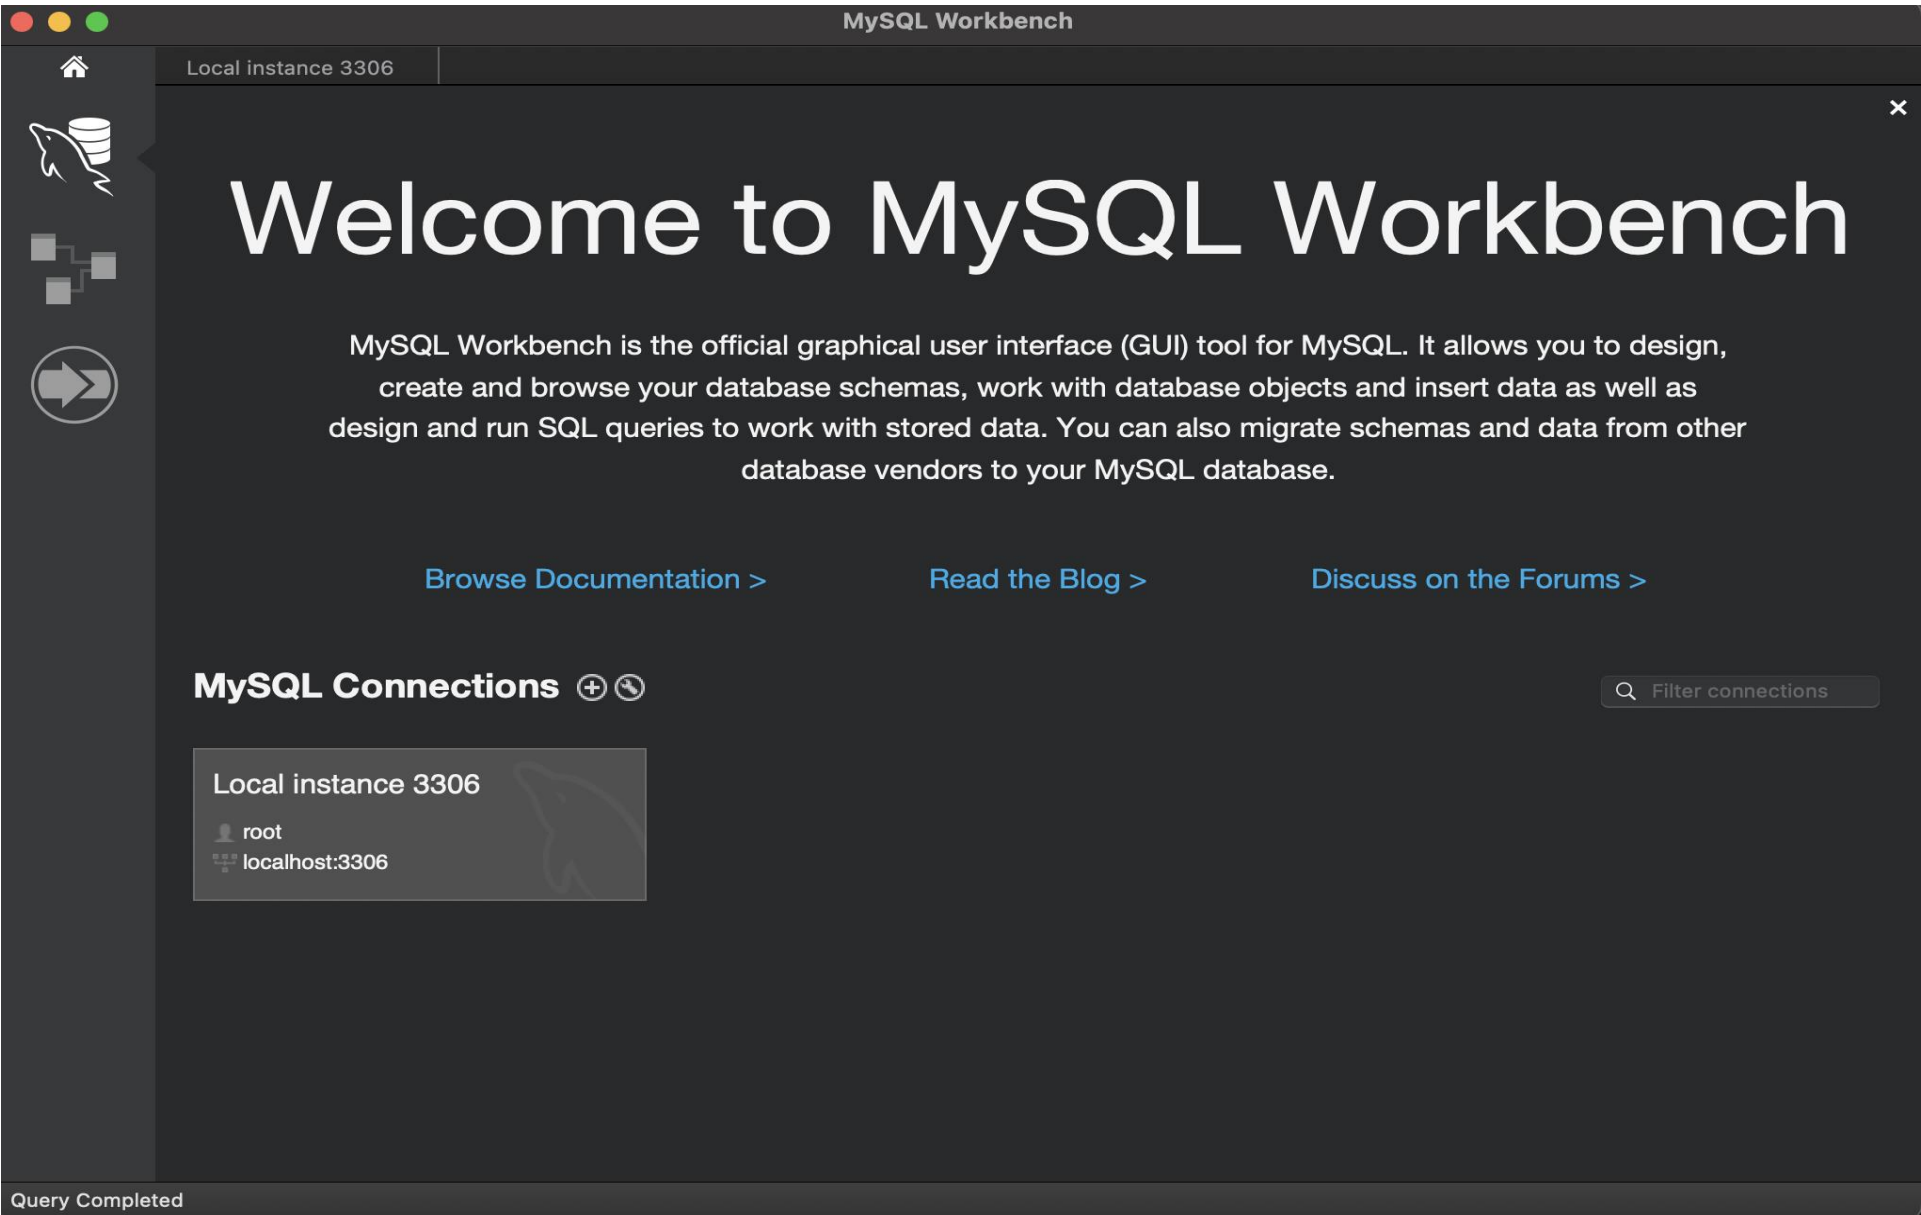 MySQL Workbench
Local instance 3306
Welcome to MySQL Workbench
MySQL Workbench is the official graphical user interface (GUI) tool for MySQL. It allows you to design,
create and browse your database schemas, work with database objects and insert data as well as
design and run SQL queries to work with stored data. You can also migrate schemas and data from other
database vendors to your MySQL database.
Browse Documentation > Read the Blog > Discuss on the Forums >
MySQL Connections Filter connections
Local instance 3306
root
localhost:3306
Query Completed